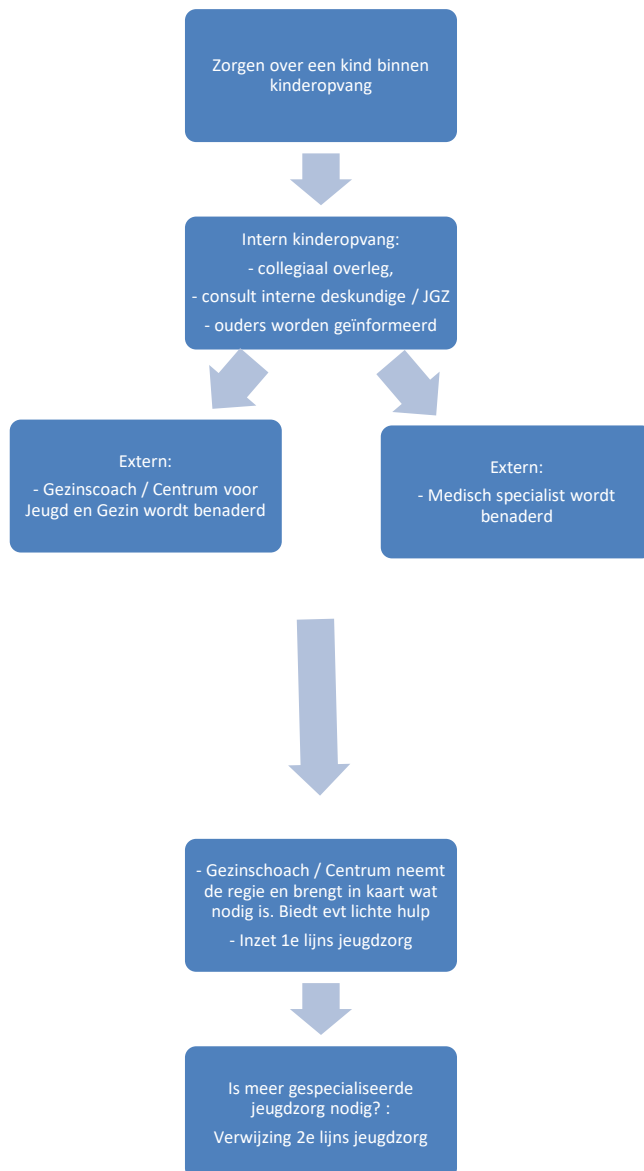 Zorgen over een kind binnen
kinderopvang
Intern kinderopvang:
- collegiaal overleg,
- consult interne deskundige / JGZ
- ouders worden geïnformeerd
Extern:
- Gezinscoach / Centrum voor
Jeugd en Gezin wordt benaderd
Extern:
- Medisch specialist wordt
benaderd
- Gezinschoach / Centrum neemt
de regie en brengt in kaart wat
nodig is. Biedt evt lichte hulp
- Inzet 1e lijns jeugdzorg
Is meer gespecialiseerde
jeugdzorg nodig? :
Verwijzing 2e lijns jeugdzorg